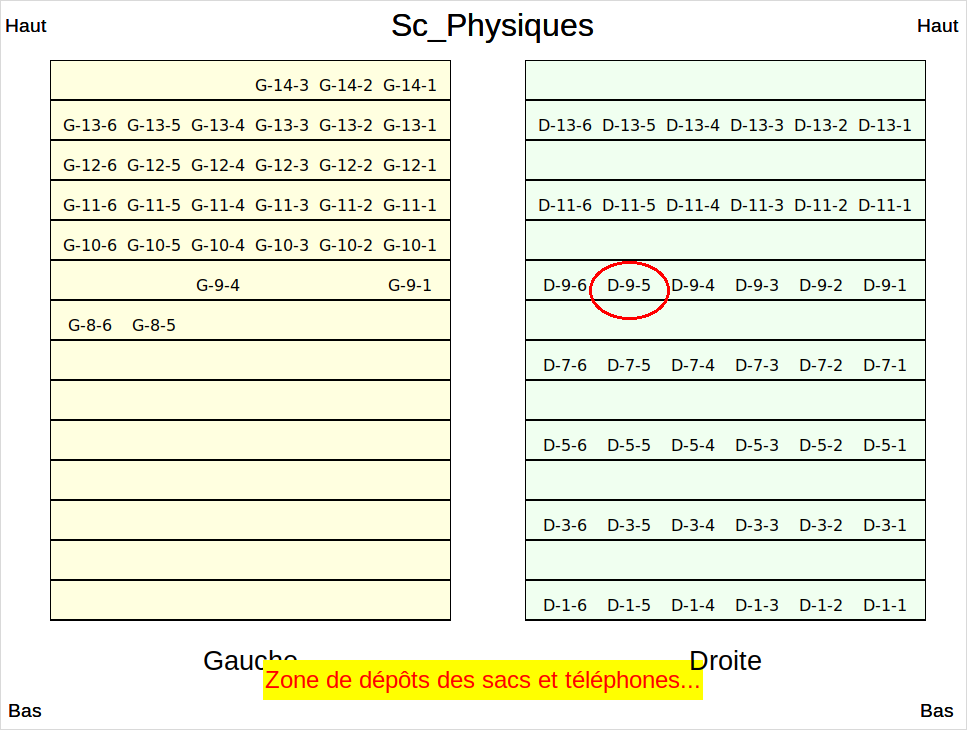 Haut Sc_Physiques Haut
G-14-3 G-14-2 G-14-1
G-13-6 G-13-5 G-13-4 G-13-3 G-13-2 G-13-1
G-12-6 G-12-5 G-12-4 G-12-3 G-12-2 G-12-1
G-11-6 G-11-5 G-11-4 G-11-3 G-11-2 G-11-1
G-10-6 G-10-5 G-10-4 G-10-3 G-10-2 G-10-1
G-9-4 G-9-1
G-8-6 G-8-5
D-13-6 D-13-5 D-13-4 D-13-3 D-13-2 D-13-1
D-11-6 D-11-5 D-11-4 D-11-3 D-11-2 D-11-1
D-9-6 D-9-5 D-9-4 D-9-3 D-9-2 D-9-1
D-7-6 D-7-5 D-7-4 D-7-3 D-7-2 D-7-1
D-5-6 D-5-5 D-5-4 D-5-3 D-5-2 D-5-1
D-3-6 D-3-5 D-3-4 D-3-3 D-3-2 D-3-1
D-1-6 D-1-5 D-1-4 D-1-3 D-1-2 D-1-1
Gauche Droite
Zone de dépôts des sacs et téléphones...
Bas Bas